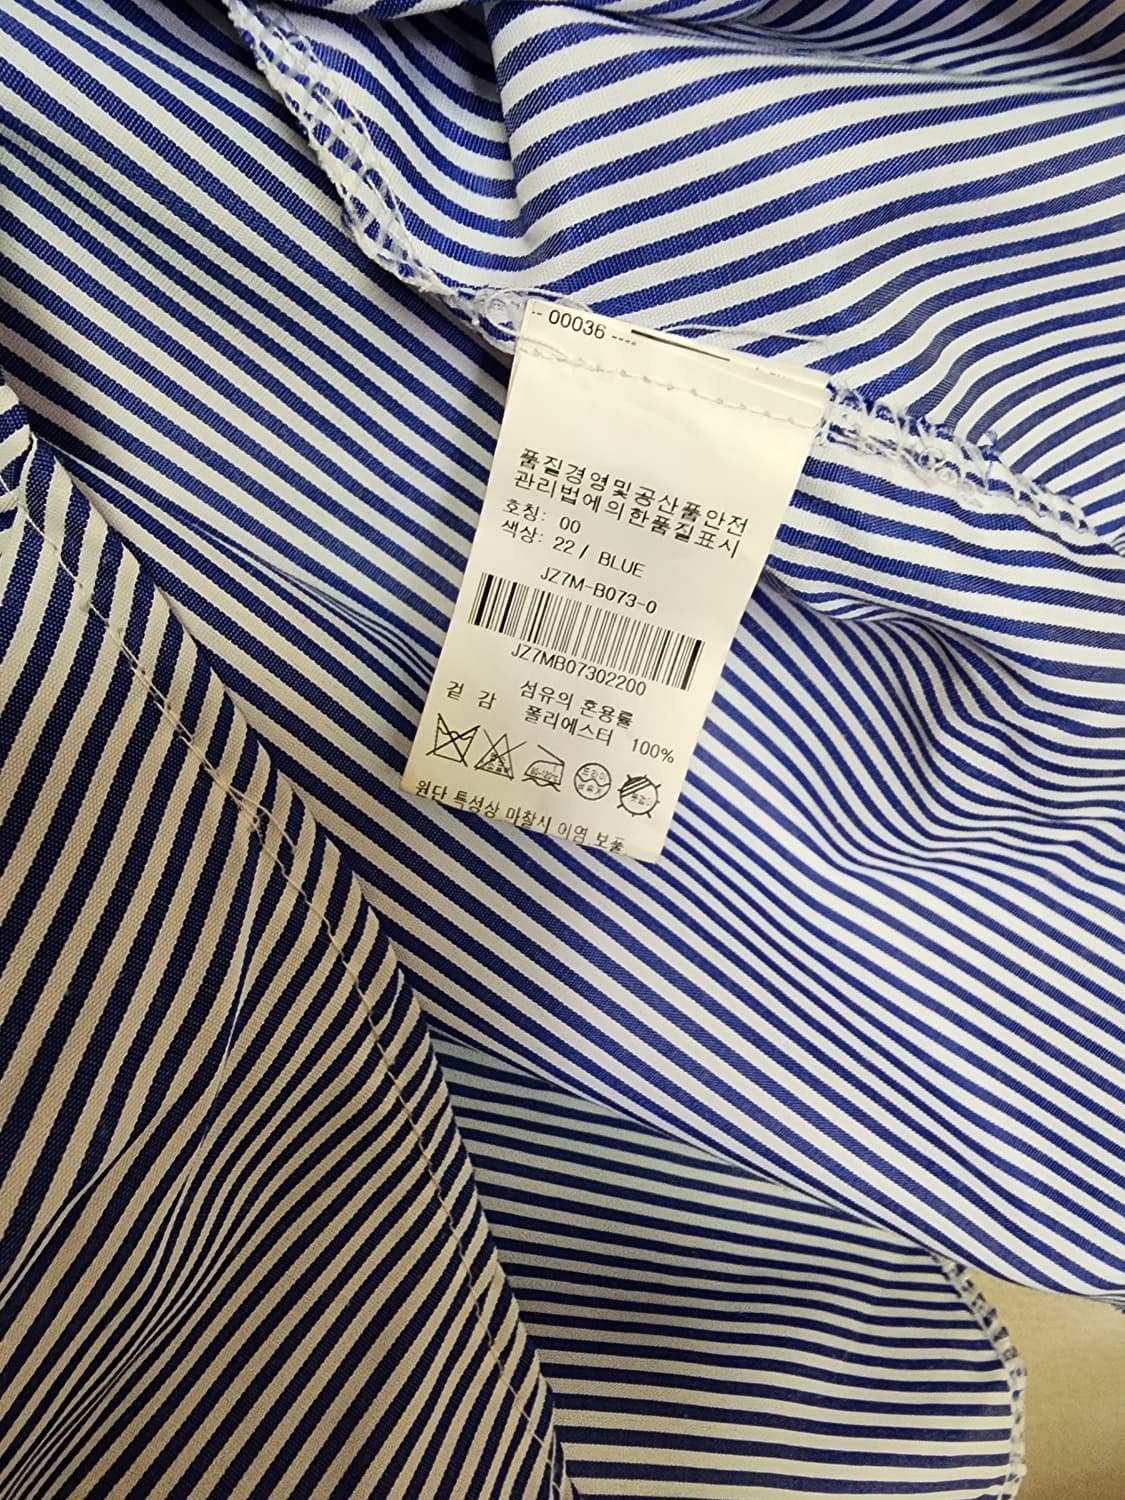 -- 00036 ----
품질경영및공산품안전
관리법에의한품질표시
호칭: 00
색상: 22 / BLUE
JZ7M-B073-0
JZ7MB07302200
섬유의 혼용률
겉 감 폴리에스터 100%
원단 특성상 마찰시 이염 보풀